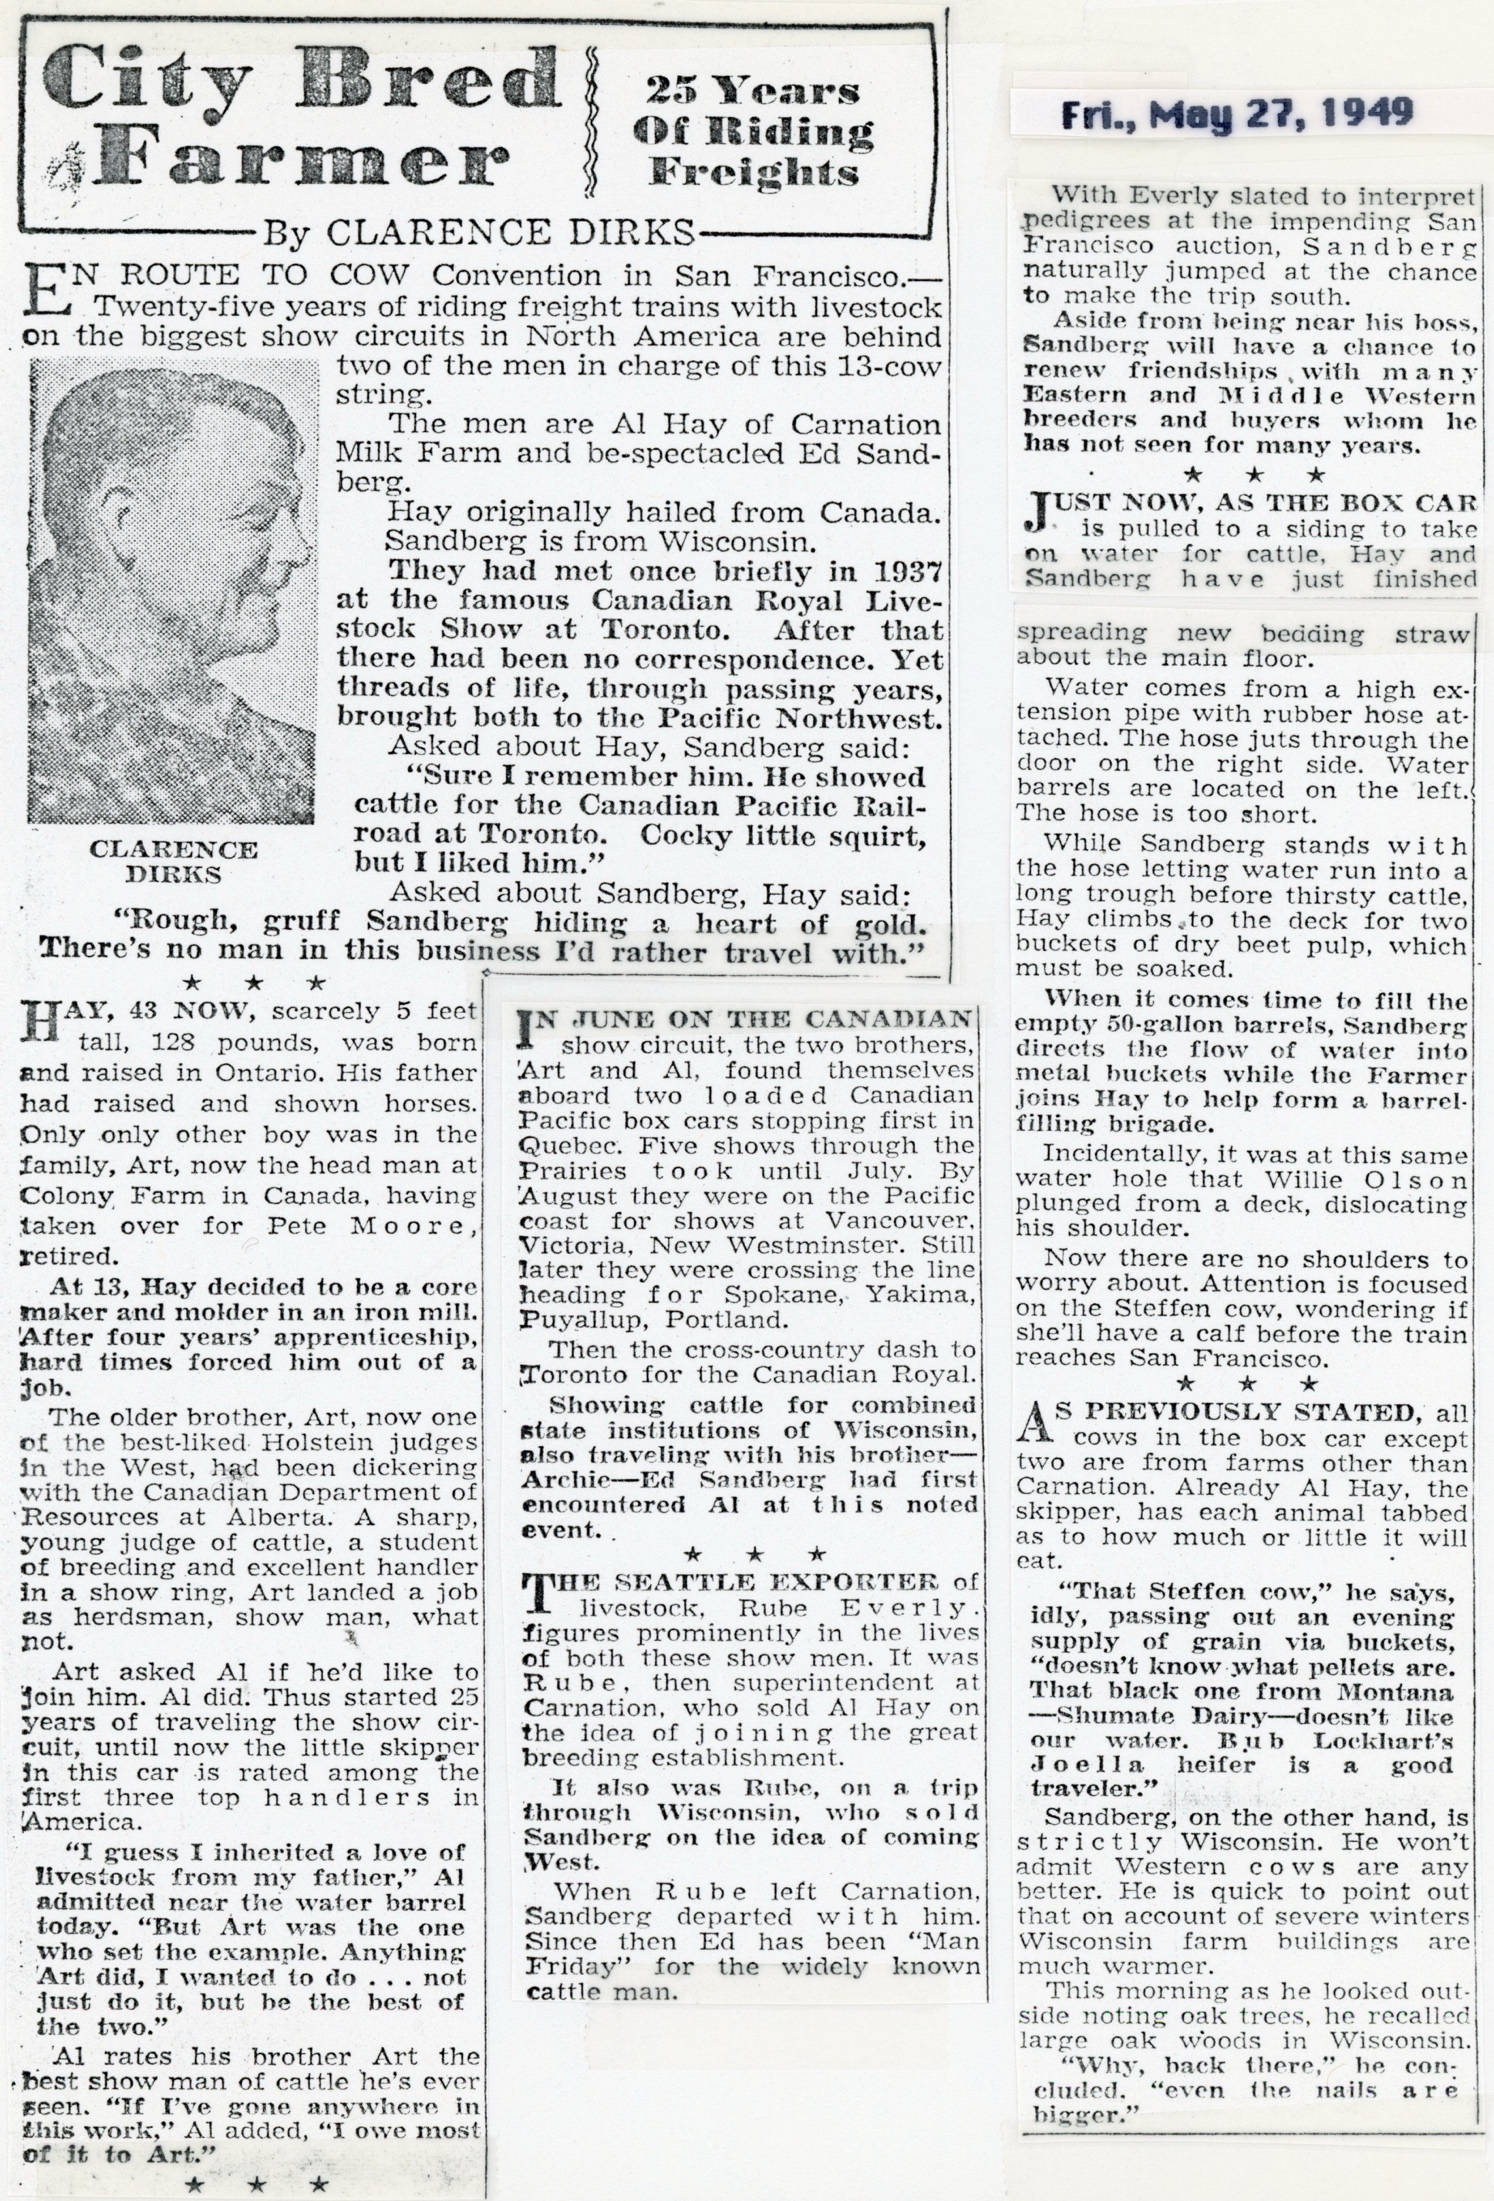 City Bred
Farmer
25 Years
Of Riding
Freights
By CLARENCE DIRKS
EN ROUTE TO COW Convention in San Francisco.—
Twenty-five years of riding freight trains with livestock
on the biggest show circuits in North America are behind
two of the men in charge of this 13-cow
string.
The men are Al Hay of Carnation
Milk Farm and be-spectacled Ed Sand-
berg.
Hay originally hailed from Canada.
Sandberg is from Wisconsin.
They had met once briefly in 1937
at the famous Canadian Royal Live-
stock Show at Toronto. After that
there had been no correspondence. Yet
threads of life, through passing years,
brought both to the Pacific Northwest.
Asked about Hay, Sandberg said:
“Sure I remember him. He showed
cattle for the Canadian Pacific Rail-
road at Toronto. Cocky little squirt,
but I liked him.”
CLARENCE
DIRKS
Asked about Sandberg, Hay said:
“Rough, gruff Sandberg hiding a heart of gold.
There’s no man in this business I’d rather travel with.”
★ ★ ★
HAY, 43 NOW, scarcely 5 feet
tall, 128 pounds, was born
and raised in Ontario. His father
had raised and shown horses.
Only only other boy was in the
family, Art, now the head man at
Colony Farm in Canada, having
taken over for Pete Moore,
retired.
At 13, Hay decided to be a core
maker and molder in an iron mill.
After four years’ apprenticeship,
hard times forced him out of a
job.
The older brother, Art, now one
of the best-liked Holstein judges
in the West, had been dickering
with the Canadian Department of
Resources at Alberta. A sharp,
young judge of cattle, a student
of breeding and excellent handler
in a show ring, Art landed a job
as herdsman, show man, what
not.
Art asked Al if he’d like to
join him. Al did. Thus started 25
years of traveling the show cir-
cuit, until now the little skipper
in this car is rated among the
first three top handlers in
America.
“I guess I inherited a love of
livestock from my father,” Al
admitted near the water barrel
today. “But Art was the one
who set the example. Anything
Art did, I wanted to do . . . not
just do it, but be the best of
the two.”
Al rates his brother Art the
best show man of cattle he’s ever
seen. “If I’ve gone anywhere in
this work,” Al added, “I owe most
of it to Art.”
★ ★ ★
IN JUNE ON THE CANADIAN
show circuit, the two brothers,
Art and Al, found themselves
aboard two loaded Canadian
Pacific box cars stopping first in
Quebec. Five shows through the
Prairies took until July. By
August they were on the Pacific
coast for shows at Vancouver,
Victoria, New Westminster. Still
later they were crossing the line
heading for Spokane, Yakima,
Puyallup, Portland.
Then the cross-country dash to
Toronto for the Canadian Royal.
Showing cattle for combined
state institutions of Wisconsin,
also traveling with his brother—
Archie—Ed Sandberg had first
encountered Al at this noted
event.
★ ★ ★
THE SEATTLE EXPORTER of
livestock, Rube Everly,
figures prominently in the lives
of both these show men. It was
Rube, then superintendent at
Carnation, who sold Al Hay on
the idea of joining the great
breeding establishment.
It also was Rube, on a trip
through Wisconsin, who sold
Sandberg on the idea of coming
West.
When Rube left Carnation,
Sandberg departed with him.
Since then Ed has been “Man
Friday” for the widely known
cattle man.
Fri., May 27, 1949
With Everly slated to interpret
pedigrees at the impending San
Francisco auction, Sandberg
naturally jumped at the chance
to make the trip south.
Aside from being near his boss,
Sandberg will have a chance to
renew friendships with many
Eastern and Middle Western
breeders and buyers whom he
has not seen for many years.
★ ★ ★
JUST NOW, AS THE BOX CAR
is pulled to a siding to take
on water for cattle, Hay and
Sandberg have just finished
spreading new bedding straw
about the main floor.
Water comes from a high ex-
tension pipe with rubber hose at-
tached. The hose juts through the
door on the right side. Water
barrels are located on the left.
The hose is too short.
While Sandberg stands with
the hose letting water run into a
long trough before thirsty cattle,
Hay climbs to the deck for two
buckets of dry beet pulp, which
must be soaked.
When it comes time to fill the
empty 50-gallon barrels, Sandberg
directs the flow of water into
metal buckets while the Farmer
joins Hay to help form a barrel-
filling brigade.
Incidentally, it was at this same
water hole that Willie Olson
plunged from a deck, dislocating
his shoulder.
Now there are no shoulders to
worry about. Attention is focused
on the Steffen cow, wondering if
she’ll have a calf before the train
reaches San Francisco.
★ ★ ★
AS PREVIOUSLY STATED, all
cows in the box car except
two are from farms other than
Carnation. Already Al Hay, the
skipper, has each animal tabbed
as to how much or little it will
eat.
“That Steffen cow,” he says,
idly, passing out an evening
supply of grain via buckets,
“doesn’t know what pellets are.
That black one from Montana
—Shumate Dairy—doesn’t like
our water. Bub Lockhart’s
Joella heifer is a good
traveler.”
Sandberg, on the other hand, is
strictly Wisconsin. He won’t
admit Western cows are any
better. He is quick to point out
that on account of severe winters
Wisconsin farm buildings are
much warmer.
This morning as he looked out-
side noting oak trees, he recalled
large oak woods in Wisconsin.
“Why, back there,” he con-
cluded, “even the nails are
bigger.”